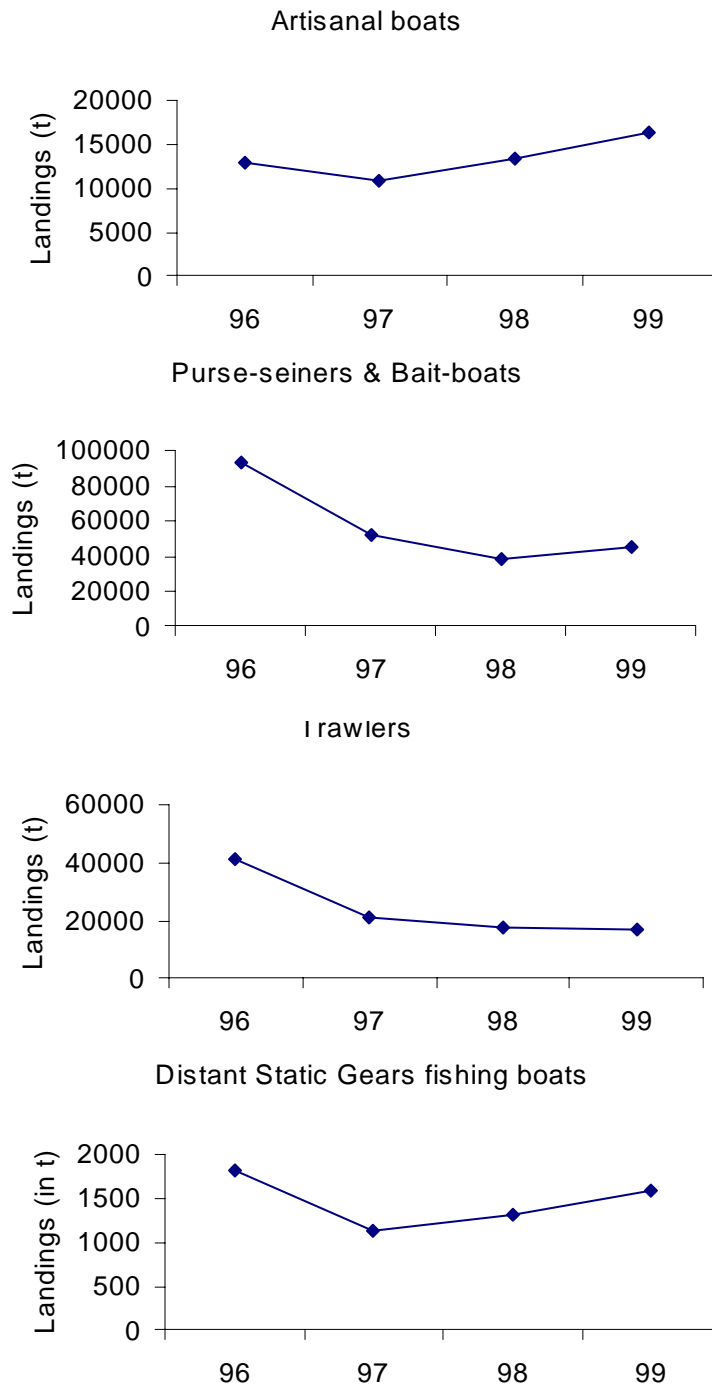 Artisanal boats
Landings (t)
20000
15000
10000
5000
0
96 97 98 99
Purse-seiners & Bait-boats
Landings (t)
100000
80000
60000
40000
20000
0
96 97 98 99
Trawlers
Landings (t)
60000
40000
20000
0
96 97 98 99
Distant Static Gears fishing boats
Landings (in t)
2000
1500
1000
500
0
96 97 98 99